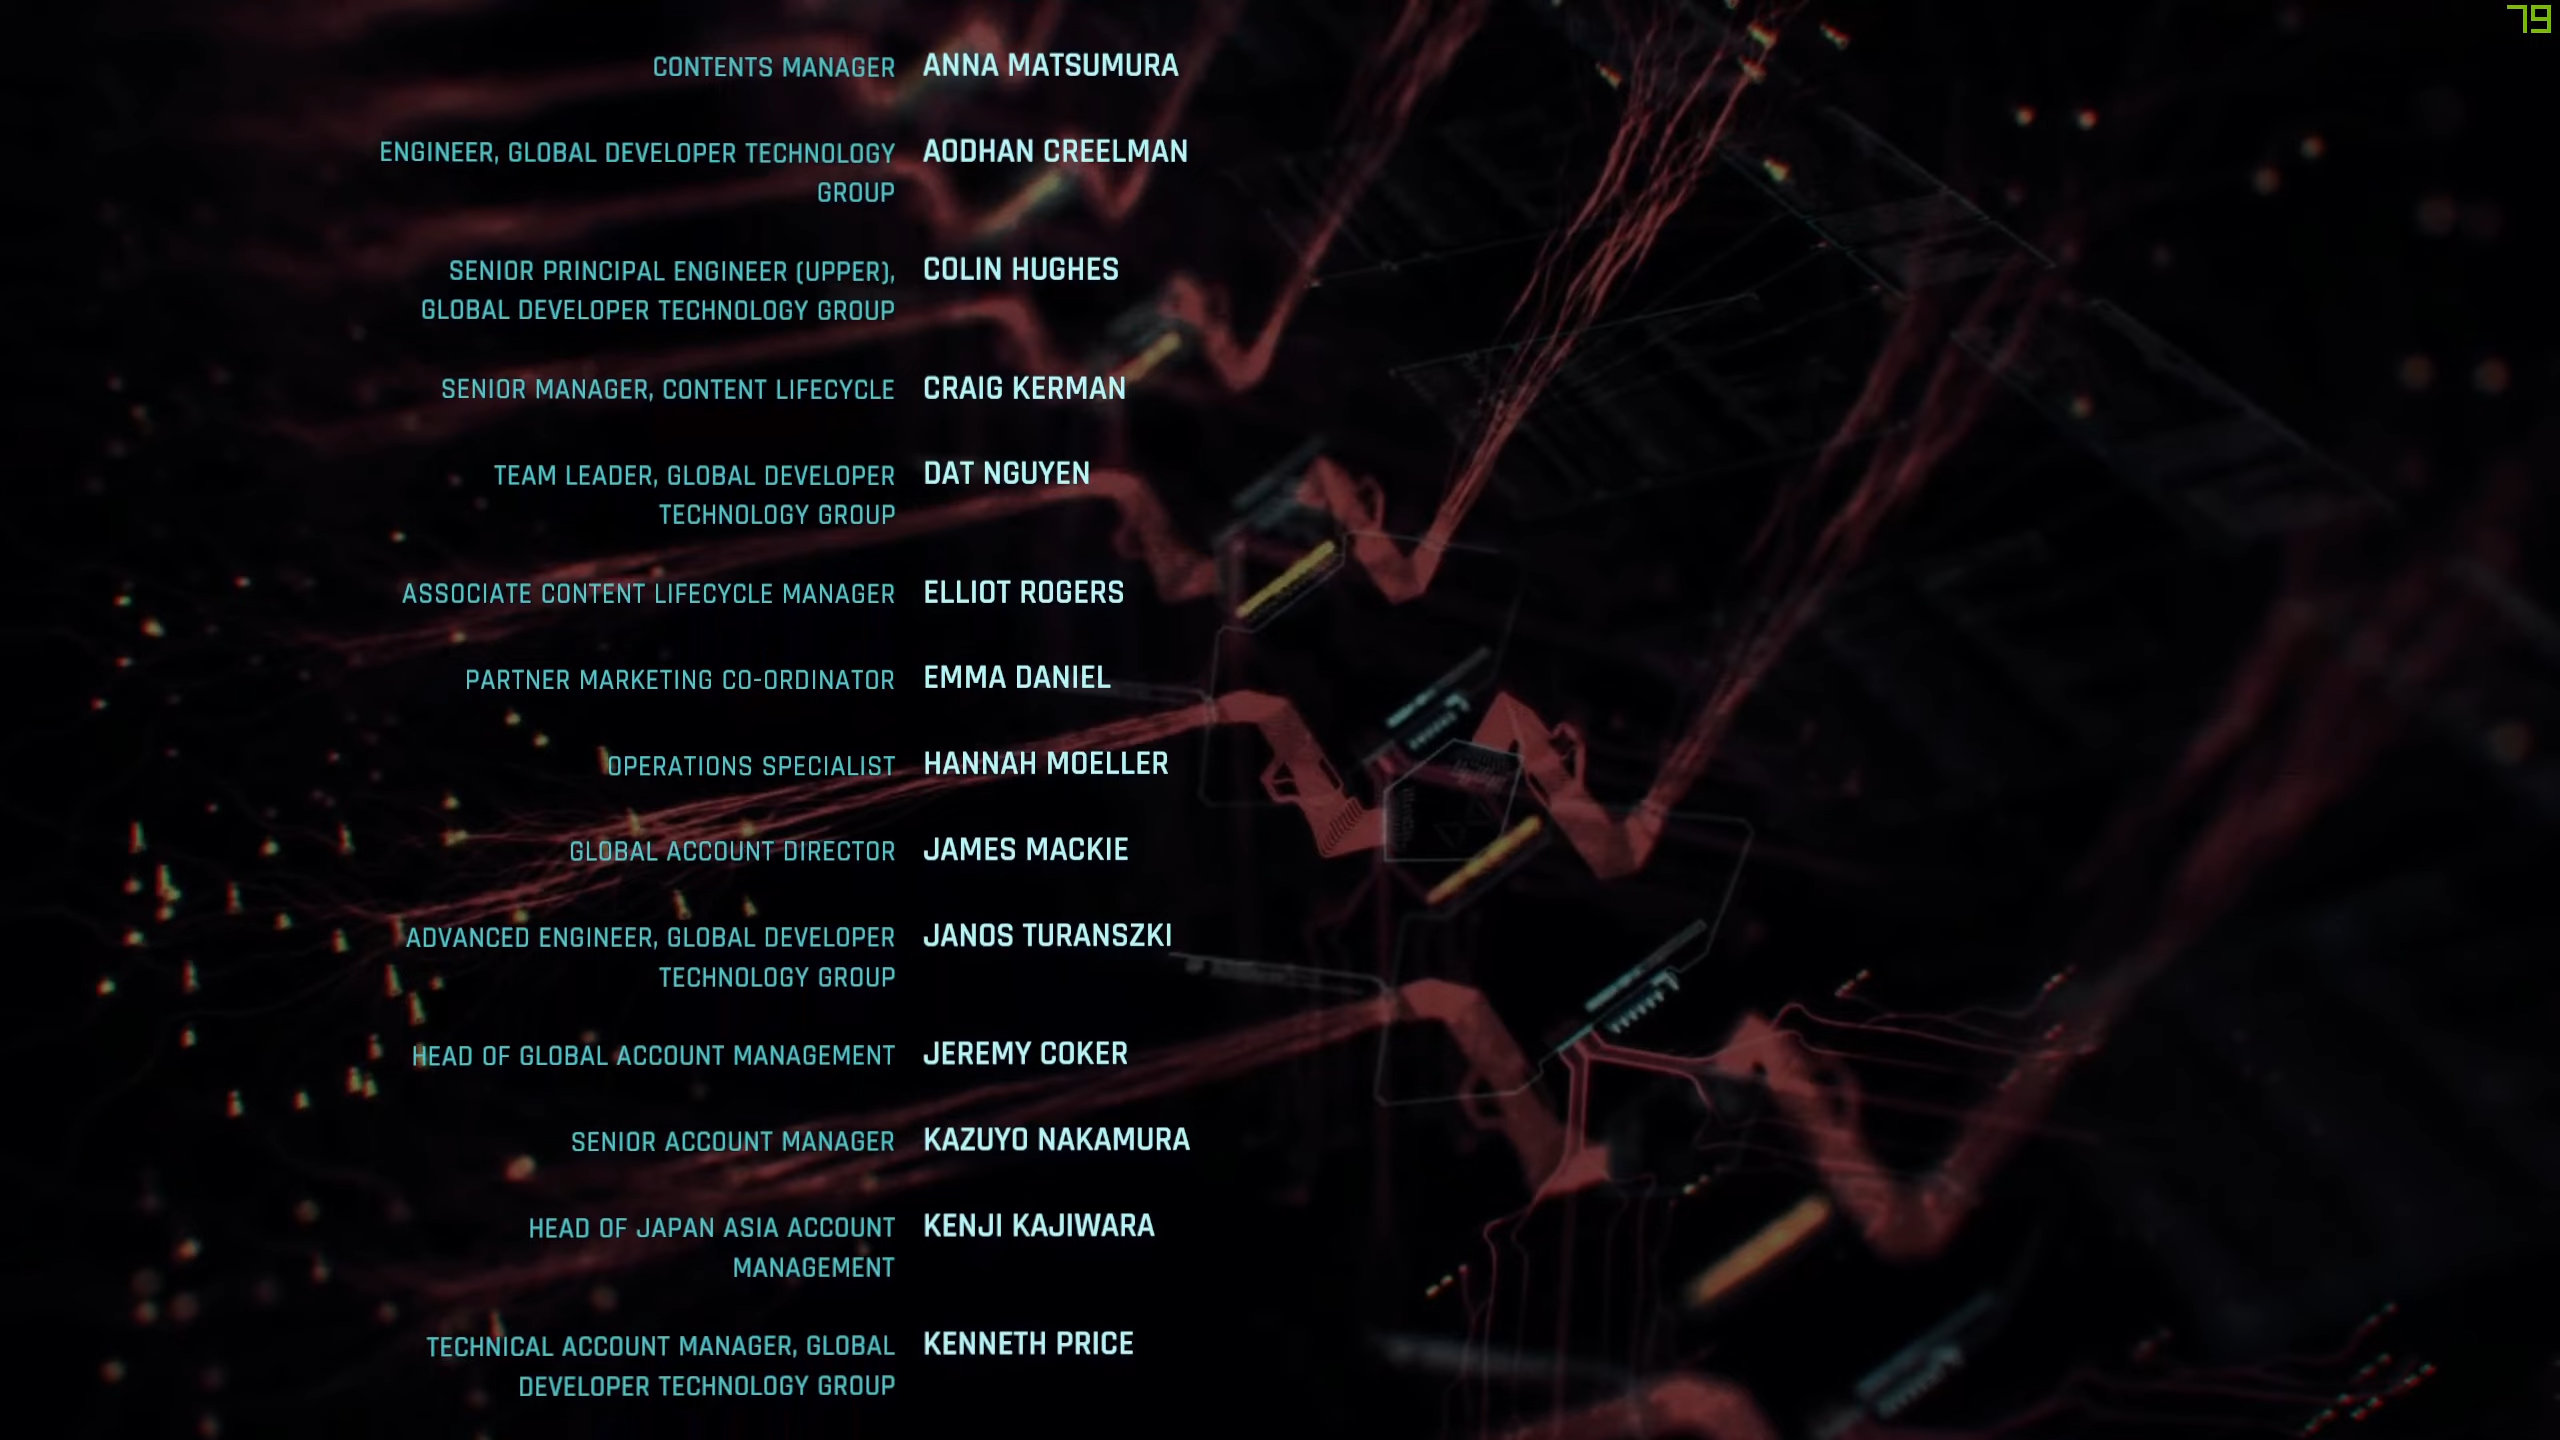 79
CONTENTS MANAGER ANNA MATSUMURA
ENGINEER, GLOBAL DEVELOPER TECHNOLOGY AODHAN CREELMAN
GROUP
SENIOR PRINCIPAL ENGINEER (UPPER), COLIN HUGHES
GLOBAL DEVELOPER TECHNOLOGY GROUP
SENIOR MANAGER, CONTENT LIFECYCLE CRAIG KERMAN
TEAM LEADER, GLOBAL DEVELOPER DAT NGUYEN
TECHNOLOGY GROUP
ASSOCIATE CONTENT LIFECYCLE MANAGER ELLIOT ROGERS
PARTNER MARKETING CO-ORDINATOR EMMA DANIEL
OPERATIONS SPECIALIST HANNAH MOELLER
GLOBAL ACCOUNT DIRECTOR JAMES MACKIE
ADVANCED ENGINEER, GLOBAL DEVELOPER JANOS TURANSZKI
TECHNOLOGY GROUP
HEAD OF GLOBAL ACCOUNT MANAGEMENT JEREMY COKER
SENIOR ACCOUNT MANAGER KAZUYO NAKAMURA
HEAD OF JAPAN ASIA ACCOUNT KENJI KAJIWARA
MANAGEMENT
TECHNICAL ACCOUNT MANAGER, GLOBAL KENNETH PRICE
DEVELOPER TECHNOLOGY GROUP